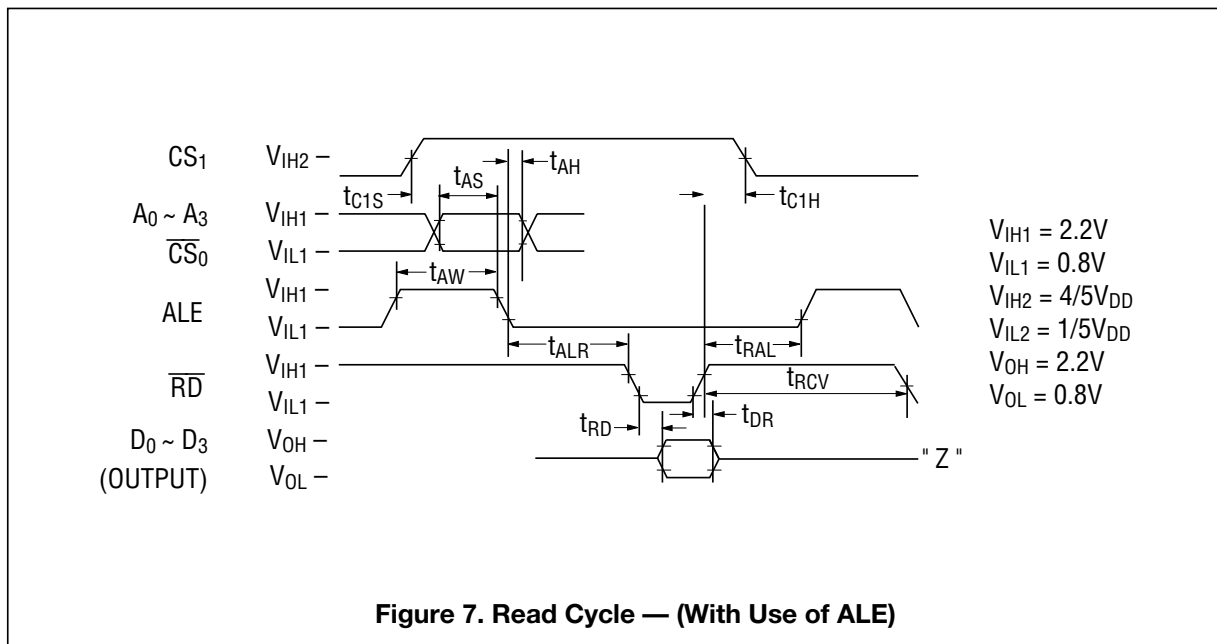 CS1 VIH2 –
tAH
tC1S tAS tC1H
A0 ~ A3 VIH1 –
CS0 VIL1 –
tAW
ALE VIH1 –
VIL1 –
tALR tRAL
RD VIH1 –
VIL1 –
tRCV
tRD tDR
D0 ~ D3 VOH –
(OUTPUT) VOL –
" Z "
VIH1 = 2.2V
VIL1 = 0.8V
VIH2 = 4/5VDD
VIL2 = 1/5VDD
VOH = 2.2V
VOL = 0.8V
Figure 7. Read Cycle — (With Use of ALE)